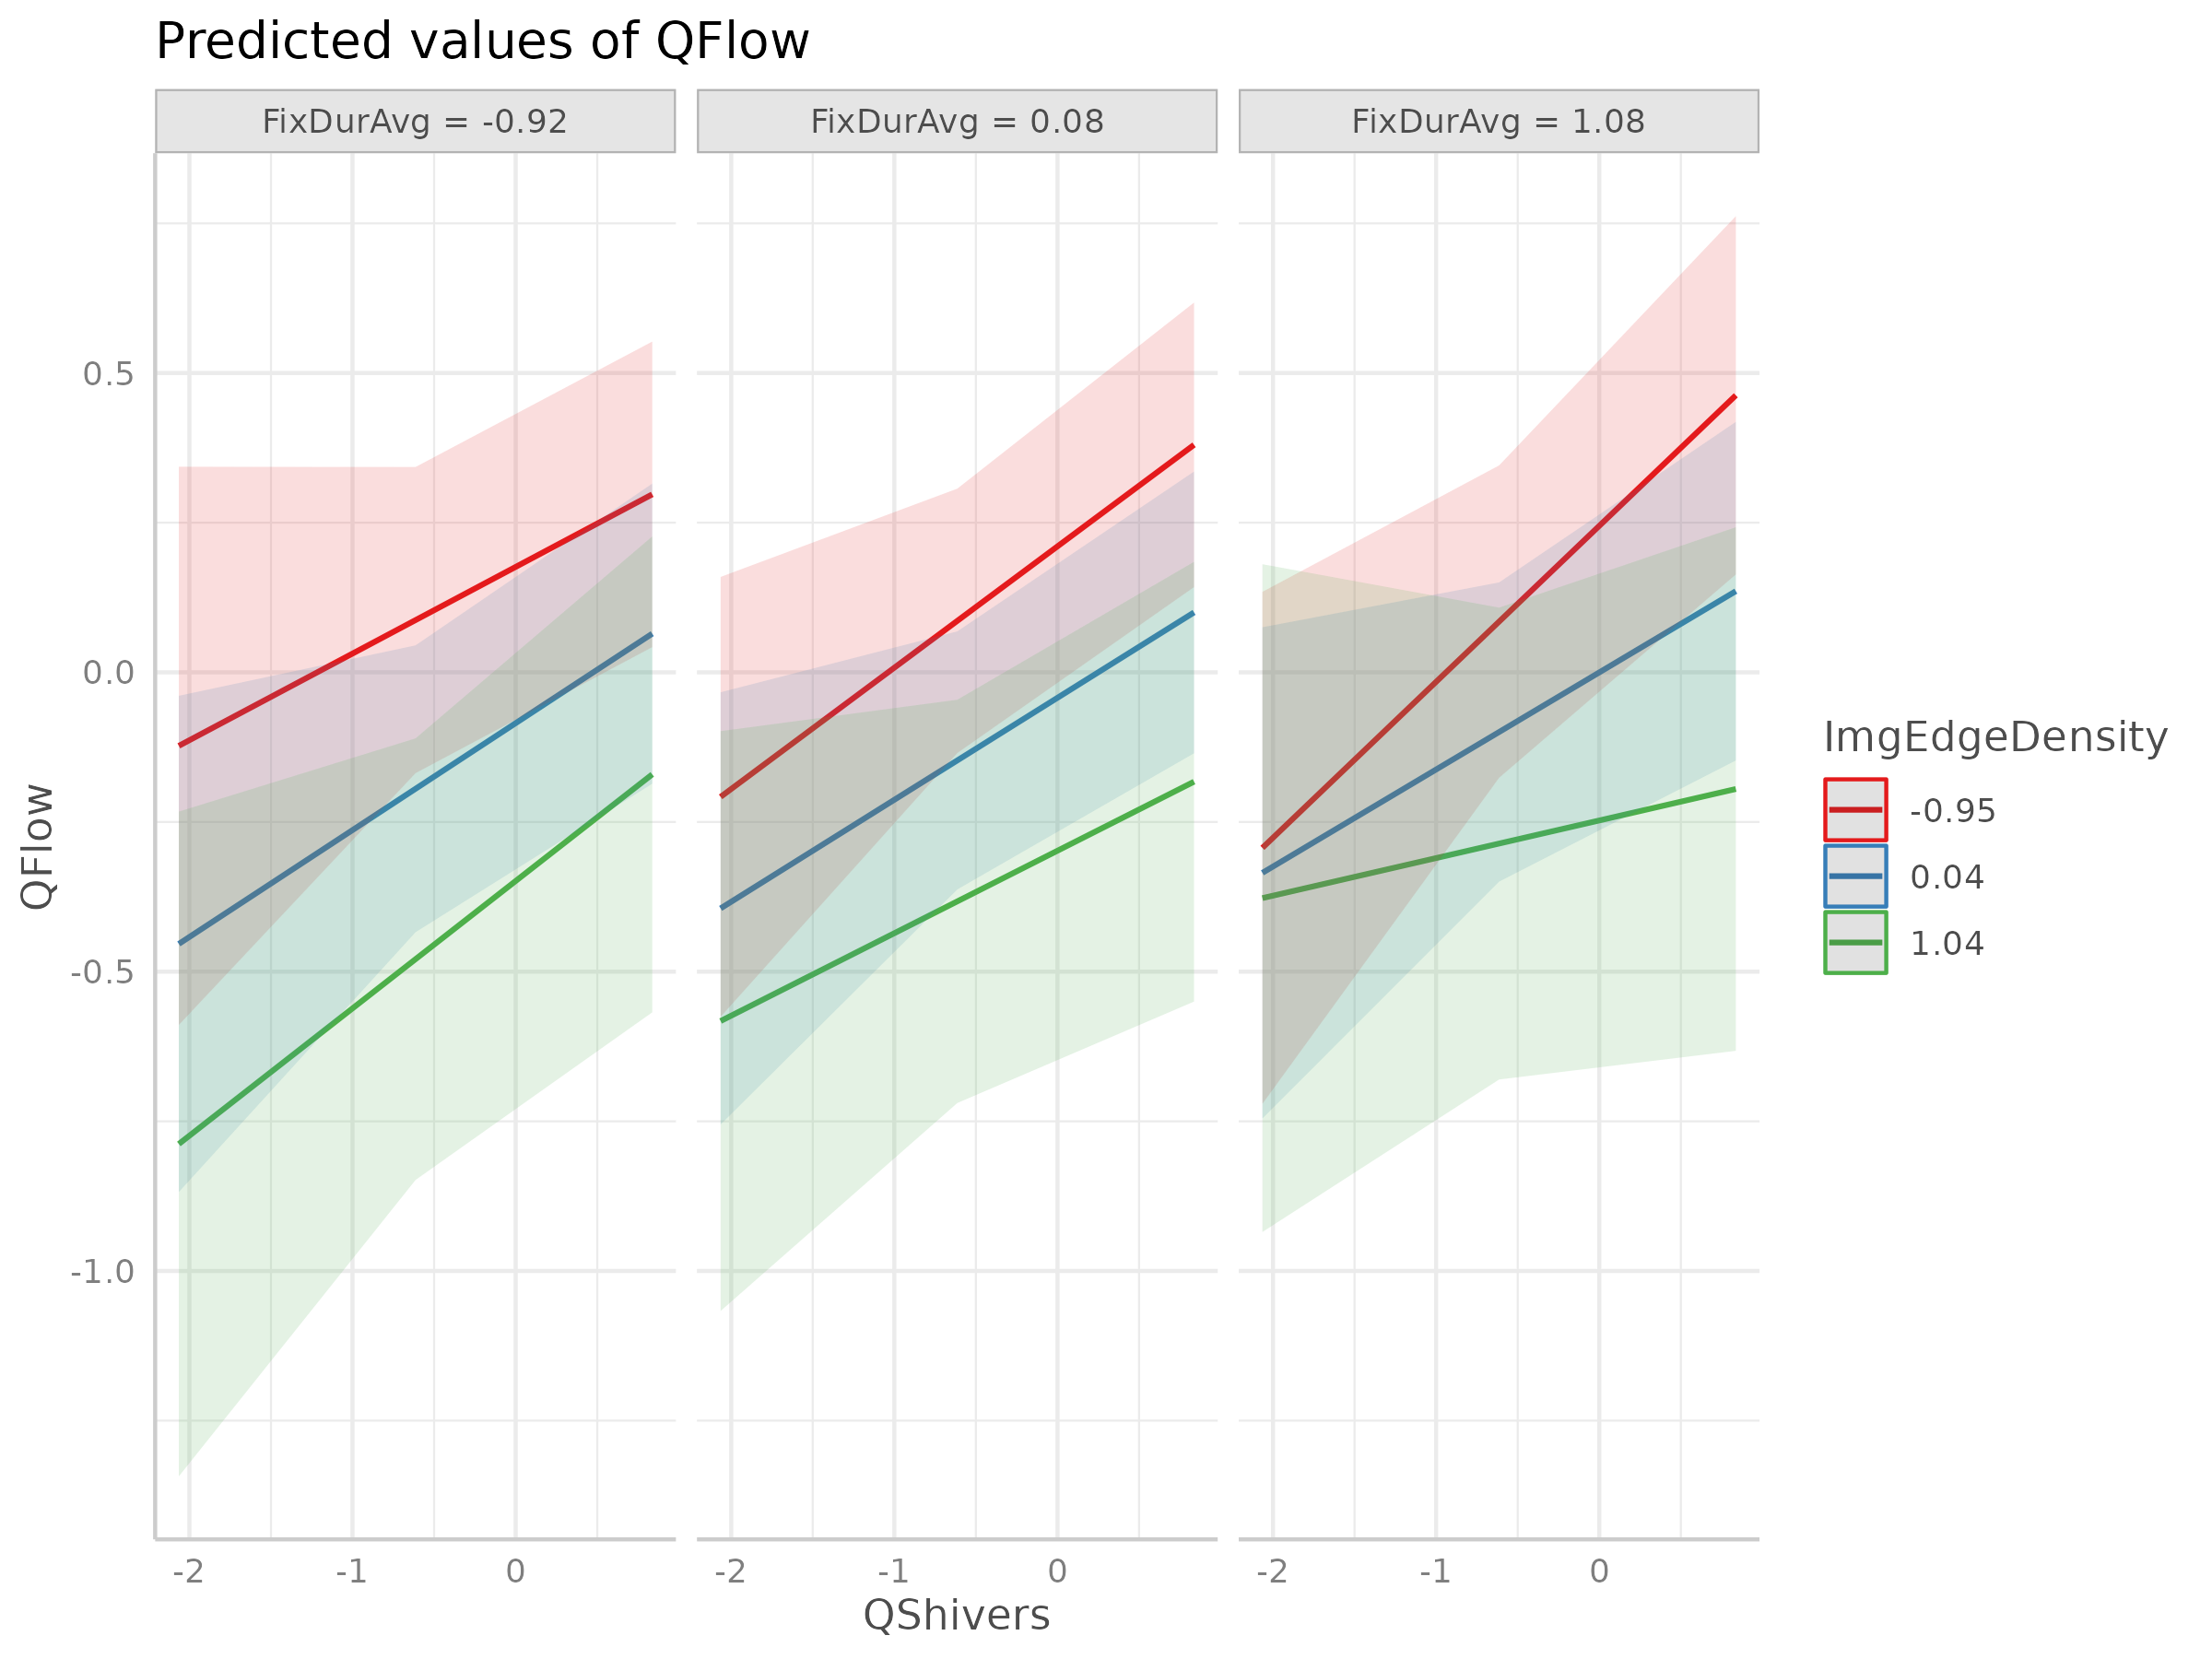 Predicted values of QFlow
FixDurAvg = -0.92
FixDurAvg = 0.08
FixDurAvg = 1.08
QFlow
0.5
0.0
-0.5
-1.0
-2 -1 0
-2 -1 0
-2 -1 0
QShivers
ImgEdgeDensity
-0.95
0.04
1.04